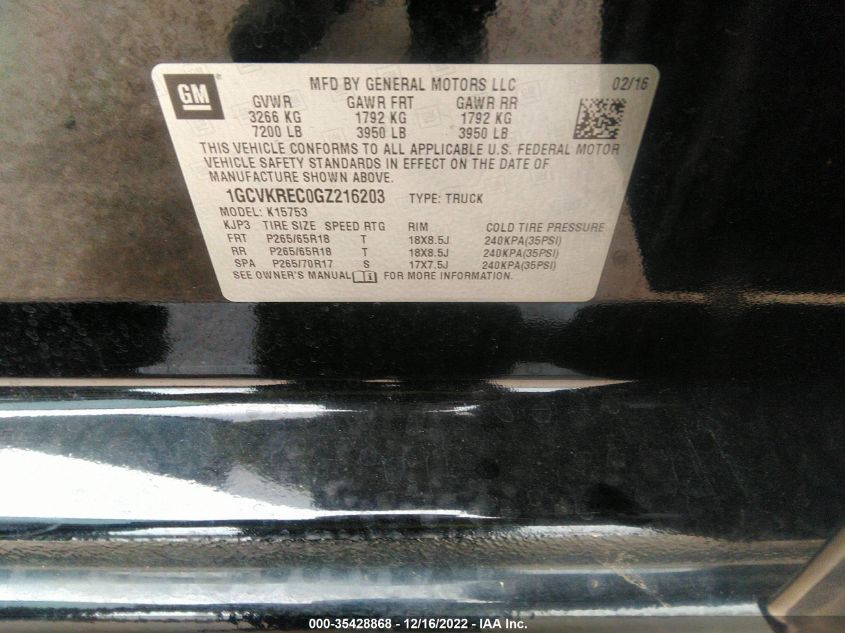 GM
MFD BY GENERAL MOTORS LLC 02/16
GVWR GAWR FRT GAWR RR
3266 KG 1792 KG 1792 KG
7200 LB 3950 LB 3950 LB
THIS VEHICLE CONFORMS TO ALL APPLICABLE U.S. FEDERAL MOTOR
VEHICLE SAFETY STANDARDS IN EFFECT ON THE DATE OF
MANUFACTURE SHOWN ABOVE.
1GCVKREC0GZ216203 TYPE: TRUCK
MODEL: K15753
KJP3 TIRE SIZE SPEED RTG RIM COLD TIRE PRESSURE
FRT P265/65R18 T 18X8.5J 240KPA(35PSI)
RR P265/65R18 T 18X8.5J 240KPA(35PSI)
SPA P265/70R17 S 17X7.5J 240KPA(35PSI)
SEE OWNER'S MANUAL FOR MORE INFORMATION.
000-35428868 - 12/16/2022 - IAA Inc.